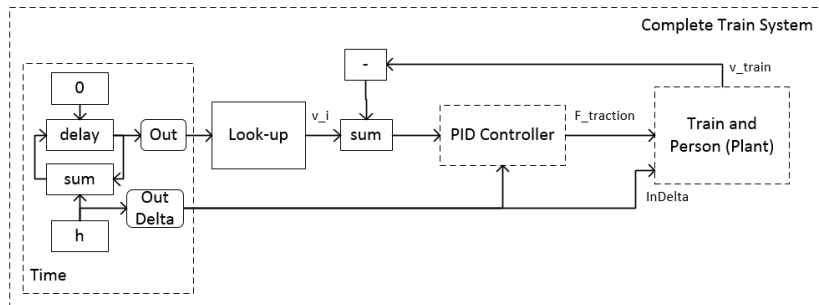 Complete Train System
-
v_train
0
delay
Out
Look-up
v_i
sum
PID Controller
F_traction
Train and
Person (Plant)
sum
Out
Delta
InDelta
h
Time